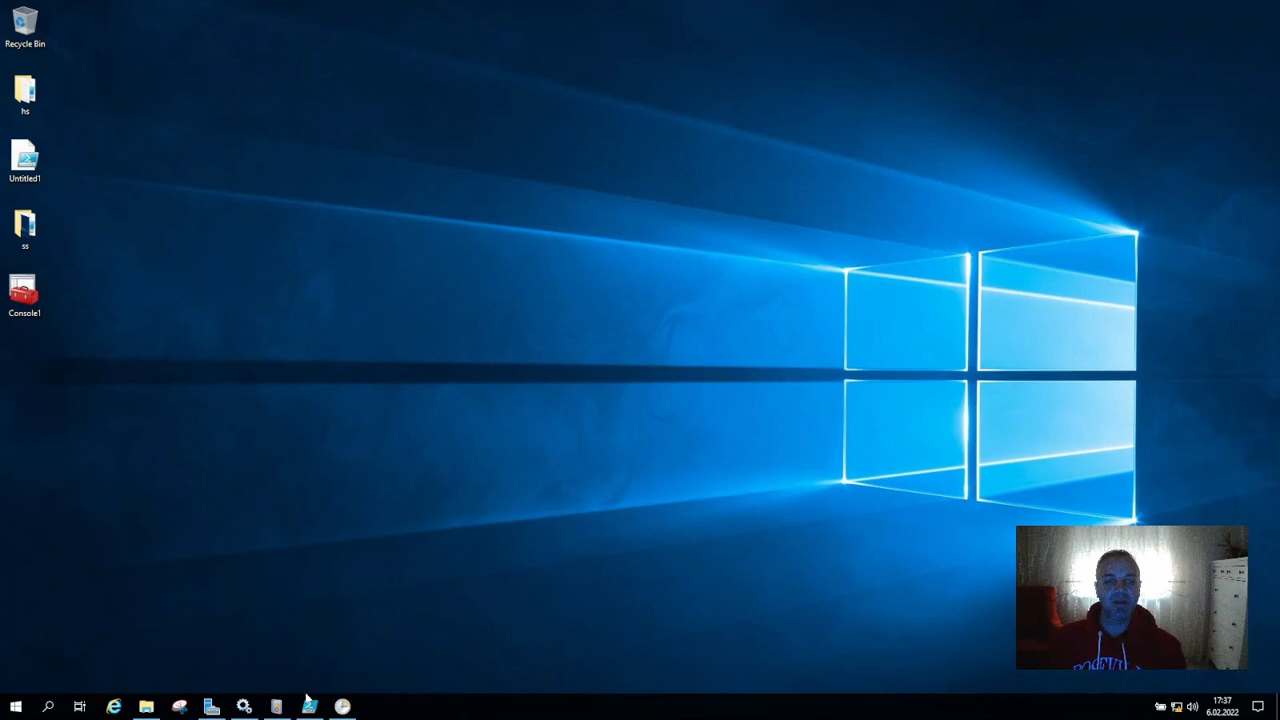 Recycle Bin
hs
Untitled1
ss
Console1
17:37
6.02.2022